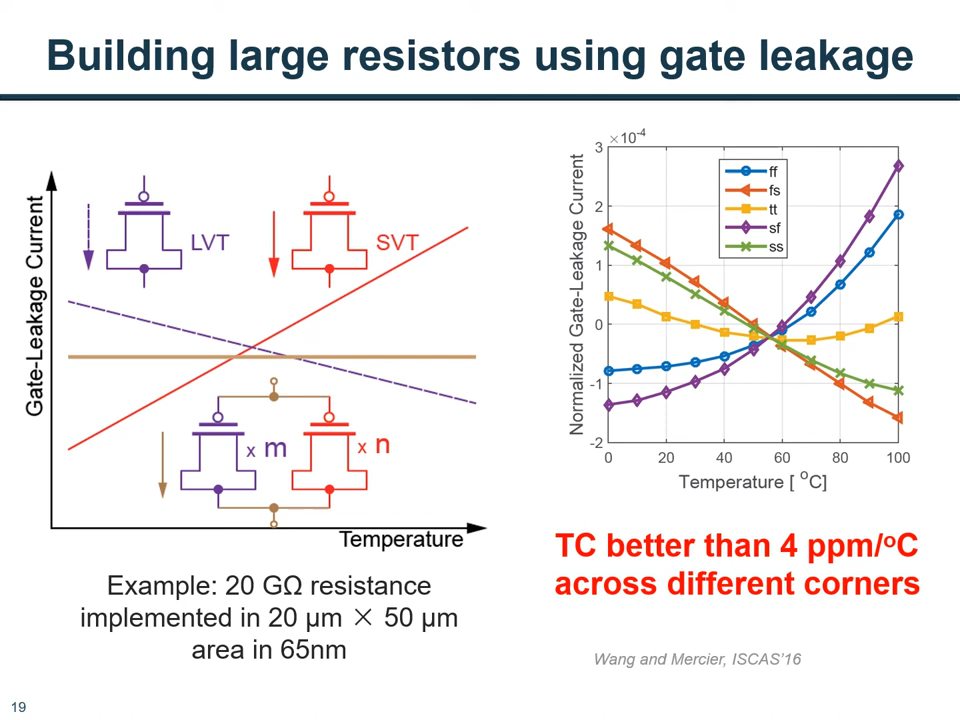 Building large resistors using gate leakage
Gate-Leakage Current
LVT
SVT
x m
x n
Temperature
Example: 20 GΩ resistance
implemented in 20 μm × 50 μm
area in 65nm
×10⁻⁴
3
2
1
0
-1
-2
Normalized Gate-Leakage Current
ff
fs
tt
sf
ss
0 20 40 60 80 100
Temperature [ ᵒC]
TC better than 4 ppm/ᵒC
across different corners
Wang and Mercier, ISCAS’16
19